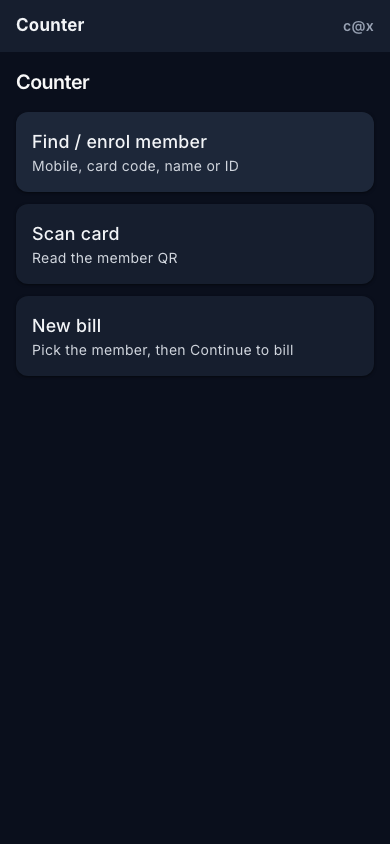 Counter
c@x
Counter
Find / enrol member
Mobile, card code, name or ID
Scan card
Read the member QR
New bill
Pick the member, then Continue to bill